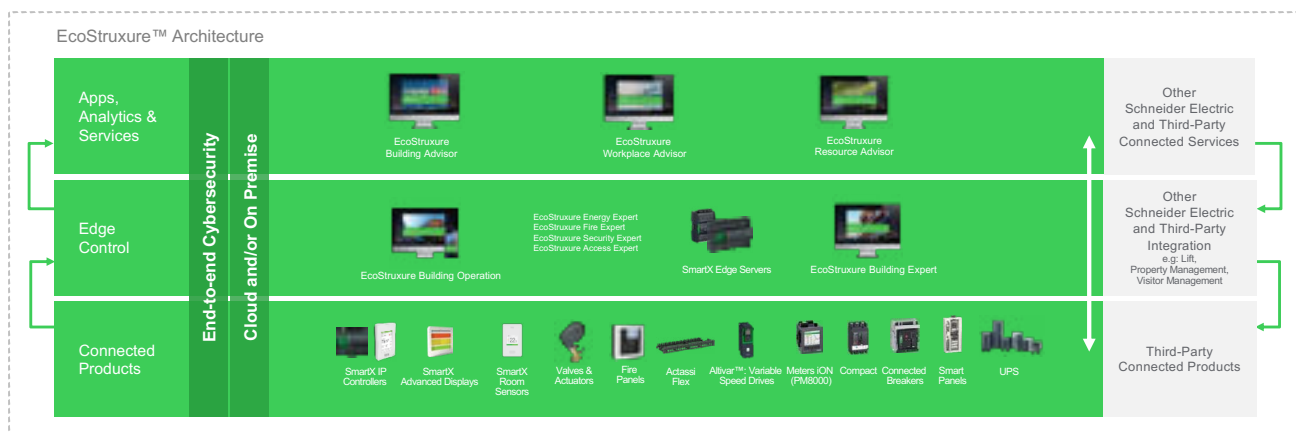 EcoStruxure™ Architecture
Apps,
Analytics &
Services
End-to-end Cybersecurity
Cloud and/or On Premise
EcoStruxure
Building Advisor
EcoStruxure
Workplace Advisor
EcoStruxure
Resource Advisor
Other
Schneider Electric
and Third-Party
Connected Services
Edge
Control
EcoStruxure Building Operation
EcoStruxure Energy Expert
EcoStruxure Fire Expert
EcoStruxure Security Expert
EcoStruxure Access Expert
SmartX Edge Servers
EcoStruxure Building Expert
Other
Schneider Electric
and Third-Party
Integration
e.g: Lift,
Property Management,
Visitor Management
Connected
Products
SmartX IP
Controllers
SmartX
Advanced Displays
SmartX
Room
Sensors
Valves &
Actuators
Fire
Panels
Actassi
Flex
Altivar™: Variable
Speed Drives
Meters iON
(PM8000)
Compact
Connected
Breakers
Smart
Panels
UPS
Third-Party
Connected Products